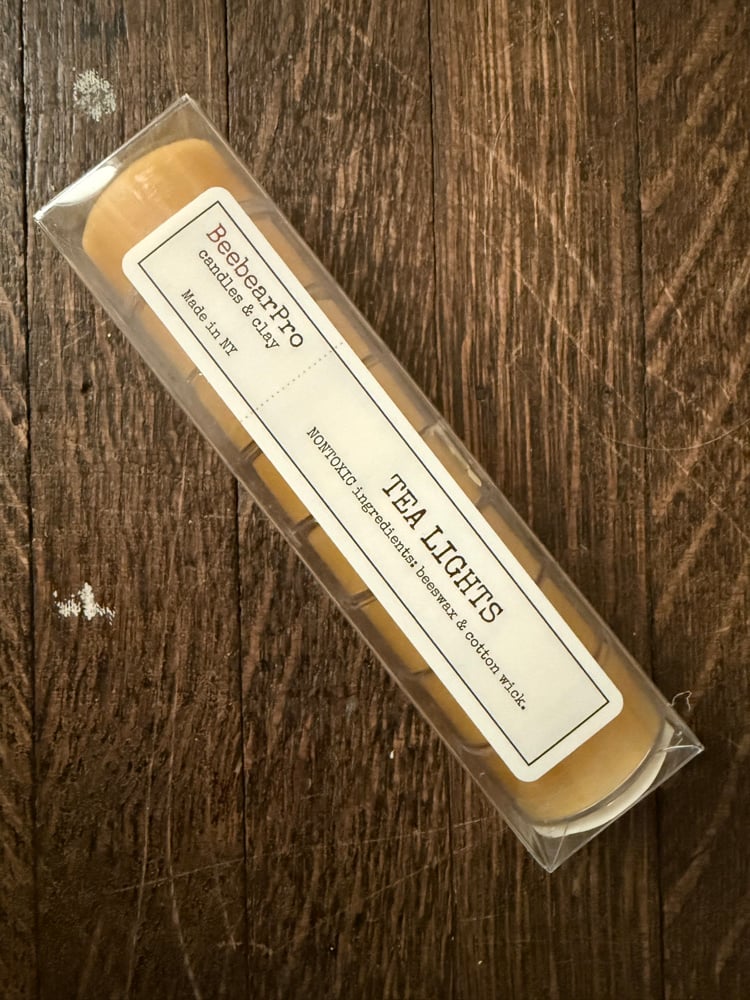 BeebearPro
candles & clay
Made in NY
TEA LIGHTS
NONTOXIC ingredients: beeswax & cotton wick.